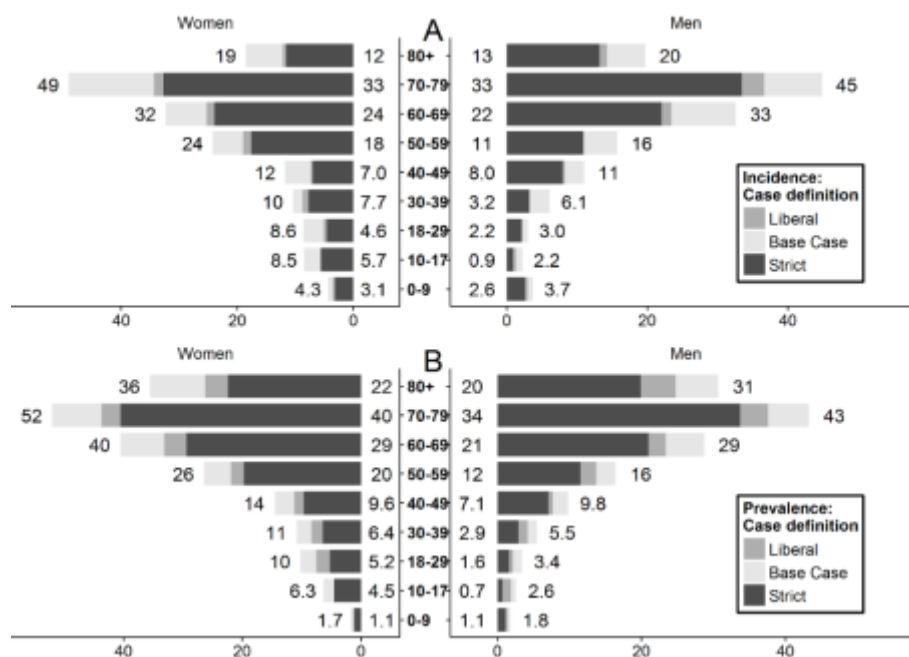 Women A Men
19 12 80+ 13 20
49 33 70-79 33 45
32 24 60-69 22 33
24 18 50-59 11 16
12 7.0 40-49 8.0 11
10 7.7 30-39 3.2 6.1
8.6 4.6 18-29 2.2 3.0
8.5 5.7 10-17 0.9 2.2
4.3 3.1 0-9 2.6 3.7
Incidence:
Case definition
Liberal
Base Case
Strict
40 20 0 0 20 40
Women B Men
36 22 80+ 20 31
52 40 70-79 34 43
40 29 60-69 21 29
26 20 50-59 12 16
14 9.6 40-49 7.1 9.8
11 6.4 30-39 2.9 5.5
10 5.2 18-29 1.6 3.4
6.3 4.5 10-17 0.7 2.6
1.7 1.1 0-9 1.1 1.8
Prevalence:
Case definition
Liberal
Base Case
Strict
40 20 0 0 20 40